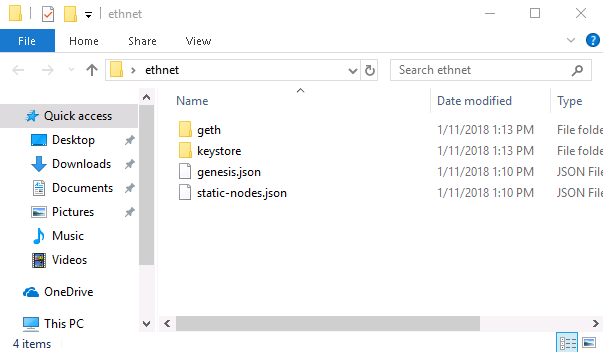 ethnet
File Home Share View
ethnet Search ethnet
Name Date modified Type
Quick access
geth 1/11/2018 1:13 PM File folde
Desktop
keystore 1/11/2018 1:13 PM File folde
Downloads
genesis.json 1/11/2018 1:10 PM JSON File
Documents
static-nodes.json 1/11/2018 1:10 PM JSON File
Pictures
Music
Videos
OneDrive
This PC
4 items